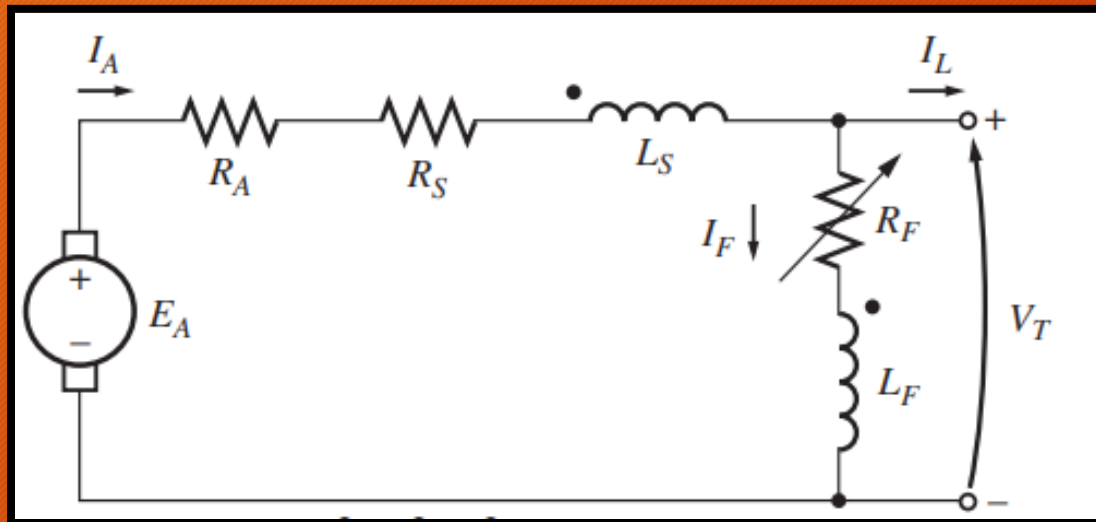 I_A
I_L
+
R_A
R_S
L_S
I_F
R_F
+
E_A
−
V_T
L_F
−